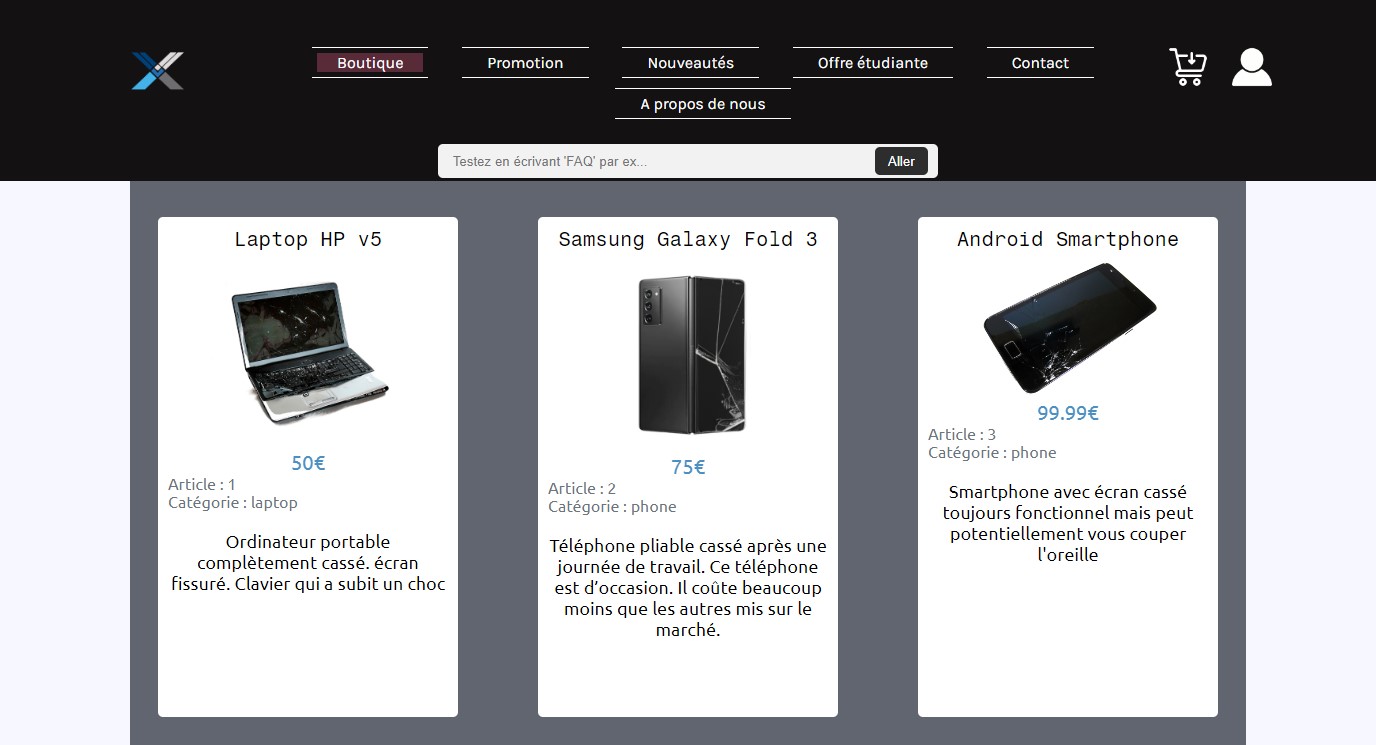 Boutique
Promotion
Nouveautés
Offre étudiante
Contact
A propos de nous
Testez en écrivant 'FAQ' par ex...
Aller
Laptop HP v5
50€
Article : 1
Catégorie : laptop
Ordinateur portable
complètement cassé. écran
fissuré. Clavier qui a subit un choc
Samsung Galaxy Fold 3
75€
Article : 2
Catégorie : phone
Téléphone pliable cassé après une
journée de travail. Ce téléphone
est d’occasion. Il coûte beaucoup
moins que les autres mis sur le
marché.
Android Smartphone
99.99€
Article : 3
Catégorie : phone
Smartphone avec écran cassé
toujours fonctionnel mais peut
potentiellement vous couper
l'oreille